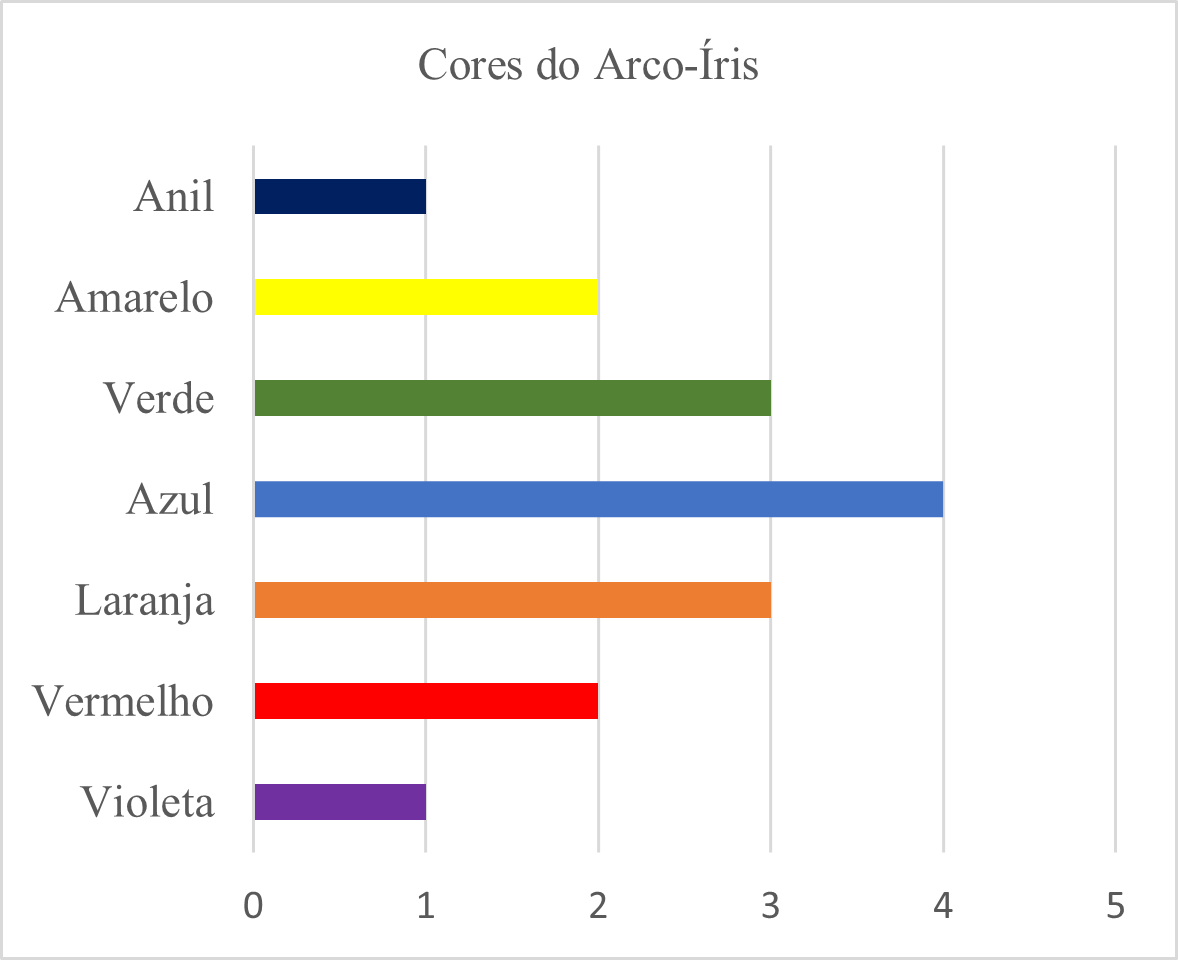 Cores do Arco-Íris
Anil
Amarelo
Verde
Azul
Laranja
Vermelho
Violeta
0 1 2 3 4 5